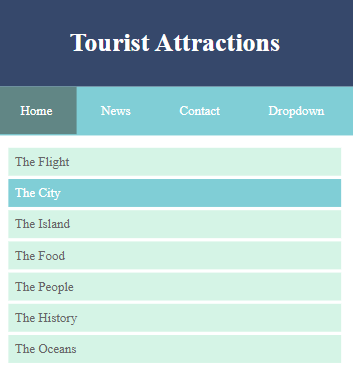 Tourist Attractions
Home News Contact Dropdown
The Flight
The City
The Island
The Food
The People
The History
The Oceans